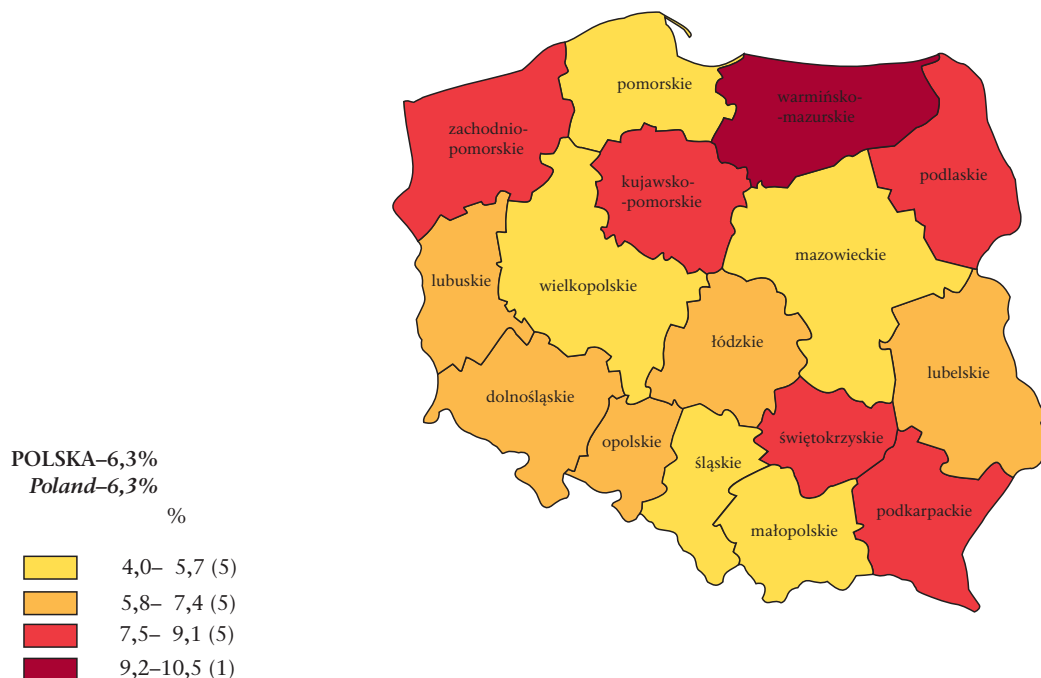 pomorskie
warmińsko-
-mazurskie
zachodnio-
pomorskie
podlaskie
kujawsko-
-pomorskie
mazowieckie
lubuskie
wielkopolskie
łódzkie
lubelskie
dolnośląskie
opolskie
świętokrzyskie
śląskie
podkarpackie
małopolskie
POLSKA–6,3%
Poland–6,3%
%
4,0– 5,7 (5)
5,8– 7,4 (5)
7,5– 9,1 (5)
9,2–10,5 (1)